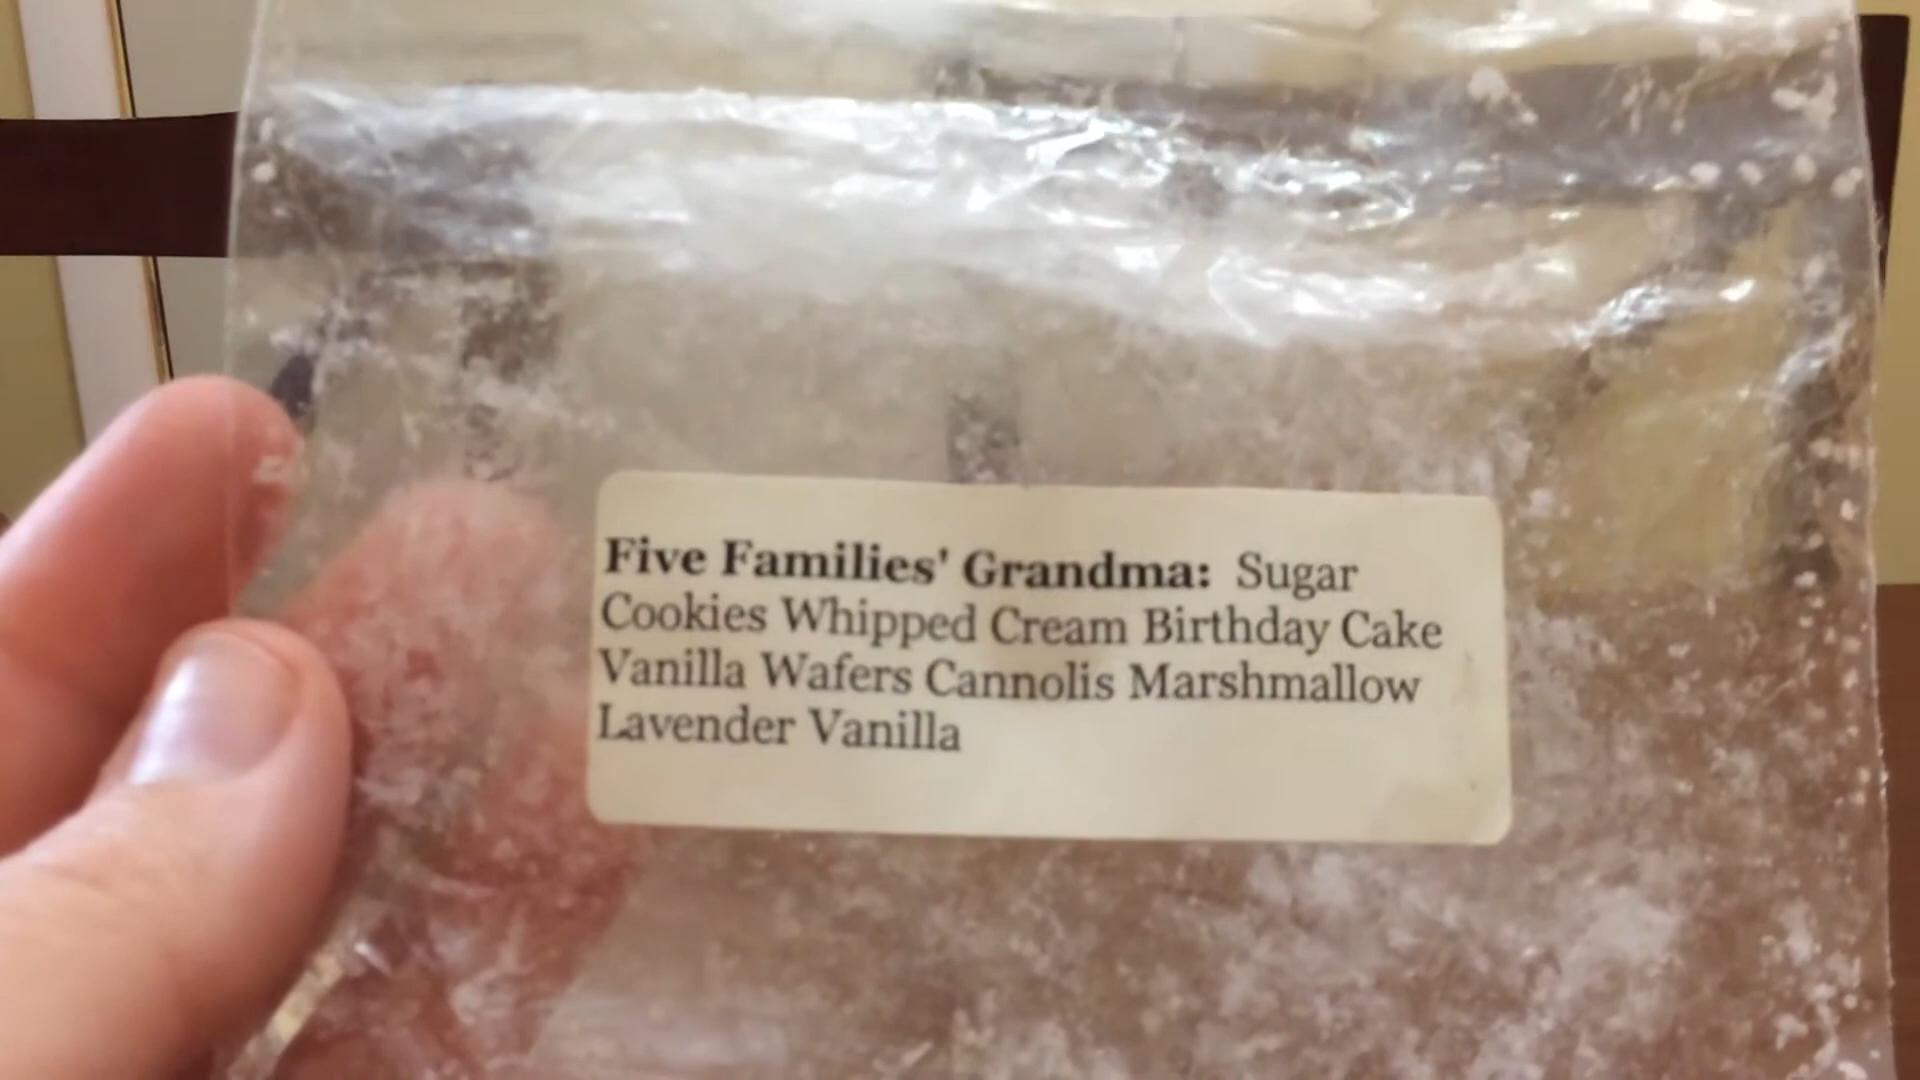 Five Families' Grandma: Sugar
Cookies Whipped Cream Birthday Cake
Vanilla Wafers Cannolis Marshmallow
Lavender Vanilla